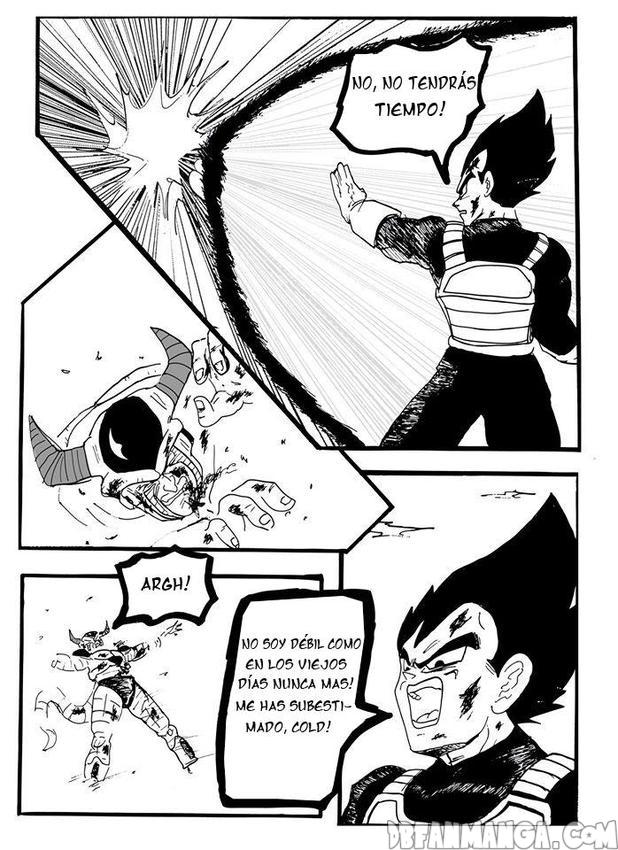 NO, NO TENDRÁS
TIEMPO!
ARGH!
NO SOY DÉBIL COMO
EN LOS VIEJOS
DÍAS NUNCA MAS!
ME HAS SUBESTI-
MADO, COLD!
DBFANMANGA.COM